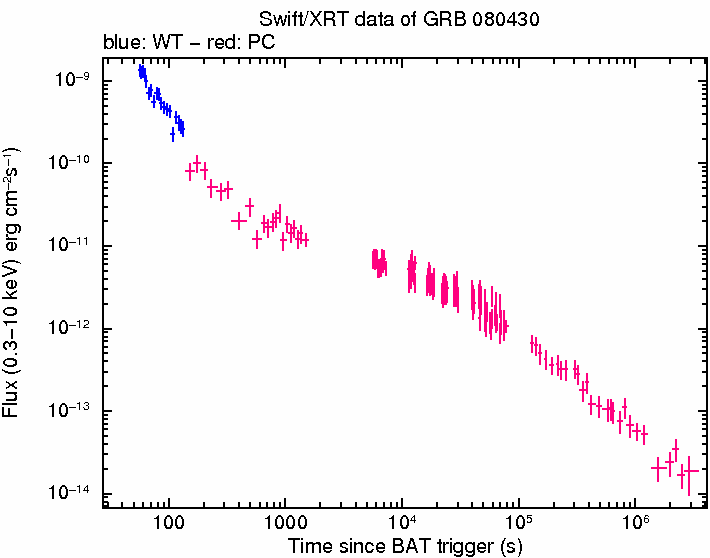 Swift/XRT data of GRB 080430
blue: WT − red: PC
Flux (0.3−10 keV) erg cm⁻²s⁻¹
10⁻⁹
10⁻¹⁰
10⁻¹¹
10⁻¹²
10⁻¹³
10⁻¹⁴
100 1000 10⁴ 10⁵ 10⁶
Time since BAT trigger (s)